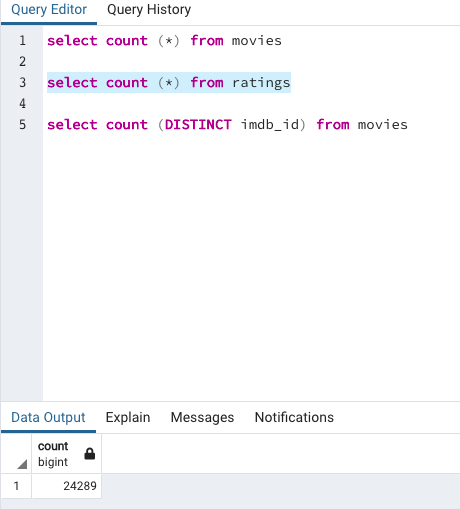 Query Editor Query History
1 select count (*) from movies
2
3 select count (*) from ratings
4
5 select count (DISTINCT imdb_id) from movies
Data Output Explain Messages Notifications
count
bigint
1 24289